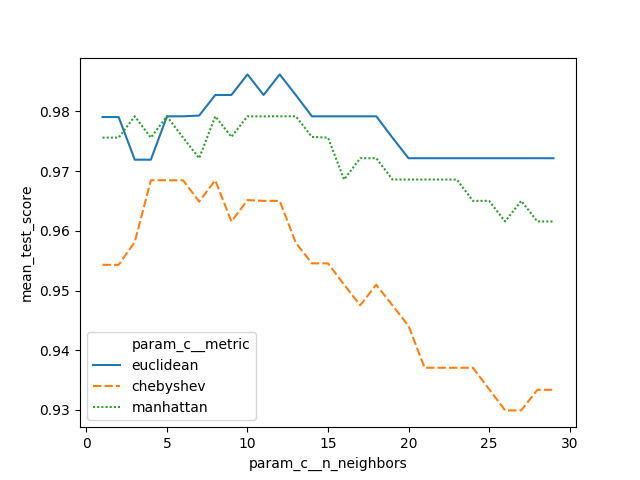 0.98
0.97
0.96
0.95
0.94
0.93
mean_test_score
param_c__metric
euclidean
chebyshev
manhattan
0 5 10 15 20 25 30
param_c__n_neighbors